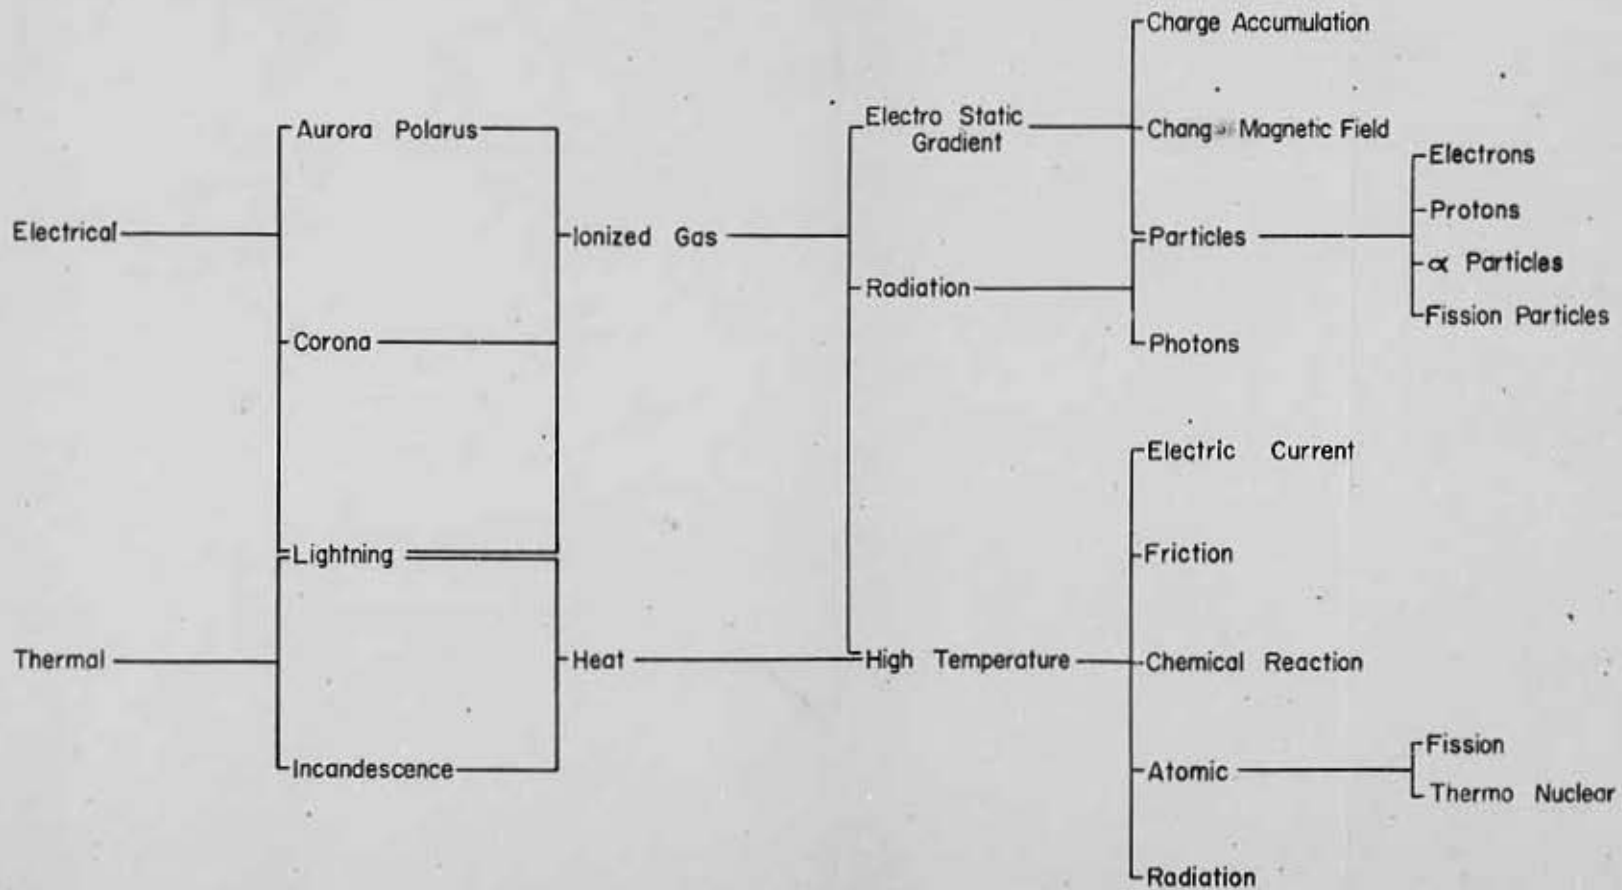 Charge Accumulation
Electro Static
Gradient
Aurora Polarus
Magnetic Field
Electrons
Protons
Electrical
Ionized Gas
Particles
α Particles
Radiation
Fission Particles
Corona
Photons
Electric Current
Lightning
Friction
Thermal
Heat
High Temperature
Chemical Reaction
Fission
Incandescence
Atomic
Thermo Nuclear
Radiation